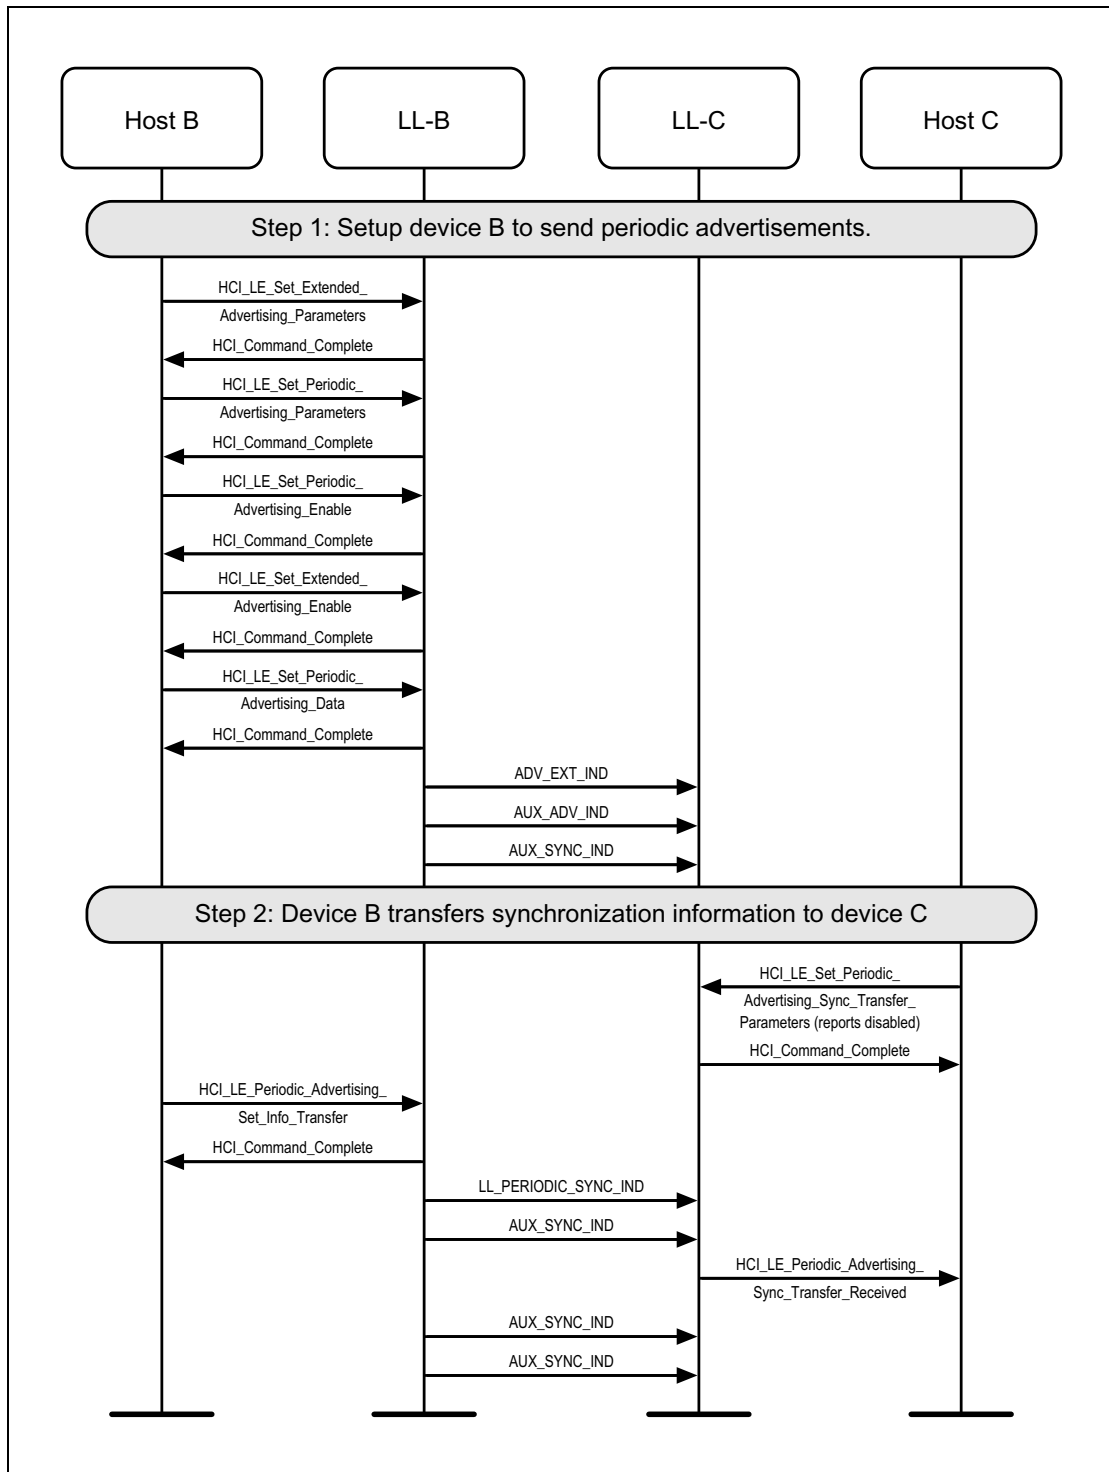 Host B
LL-B
LL-C
Host C
Step 1: Setup device B to send periodic advertisements.
HCI_LE_Set_Extended_
Advertising_Parameters
HCI_Command_Complete
HCI_LE_Set_Periodic_
Advertising_Parameters
HCI_Command_Complete
HCI_LE_Set_Periodic_
Advertising_Enable
HCI_Command_Complete
HCI_LE_Set_Extended_
Advertising_Enable
HCI_Command_Complete
HCI_LE_Set_Periodic_
Advertising_Data
HCI_Command_Complete
ADV_EXT_IND
AUX_ADV_IND
AUX_SYNC_IND
Step 2: Device B transfers synchronization information to device C
HCI_LE_Set_Periodic_
Advertising_Sync_Transfer_
Parameters (reports disabled)
HCI_Command_Complete
HCI_LE_Periodic_Advertising_
Set_Info_Transfer
HCI_Command_Complete
LL_PERIODIC_SYNC_IND
AUX_SYNC_IND
HCI_LE_Periodic_Advertising_
Sync_Transfer_Received
AUX_SYNC_IND
AUX_SYNC_IND